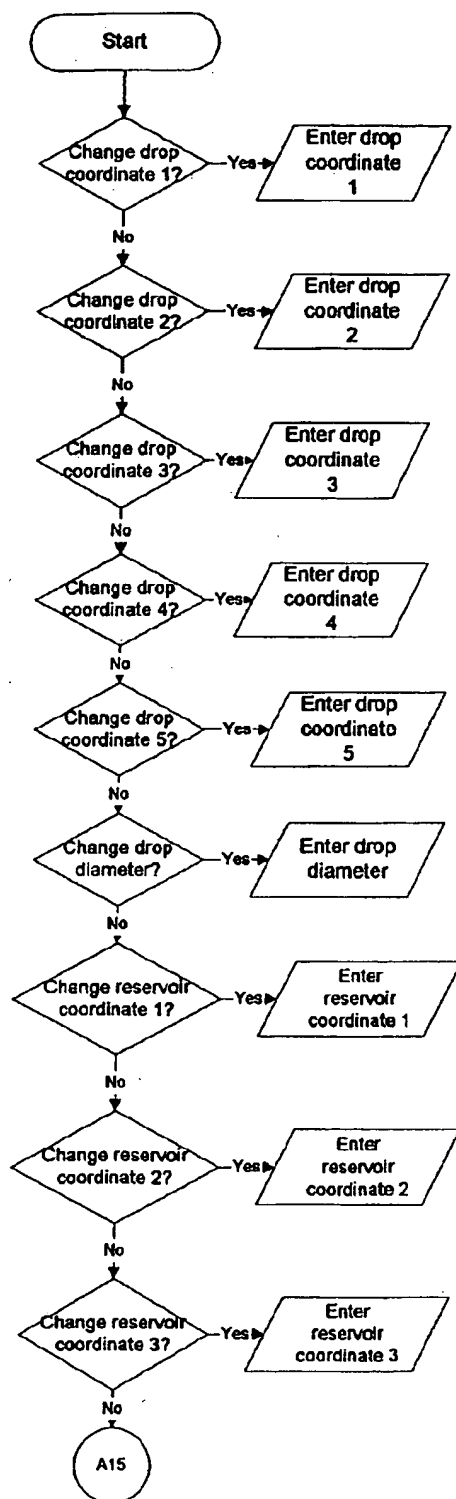 Start
Change drop
coordinate 1?
Yes
Enter drop
coordinate
1
No
Change drop
coordinate 2?
Yes
Enter drop
coordinate
2
No
Change drop
coordinate 3?
Yes
Enter drop
coordinate
3
No
Change drop
coordinate 4?
Yes
Enter drop
coordinate
4
No
Change drop
coordinate 5?
Yes
Enter drop
coordinate
5
No
Change drop
diameter?
Yes
Enter drop
diameter
No
Change reservoir
coordinate 1?
Yes
Enter
reservoir
coordinate 1
No
Change reservoir
coordinate 2?
Yes
Enter
reservoir
coordinate 2
No
Change reservoir
coordinate 3?
Yes
Enter
reservoir
coordinate 3
No
A15